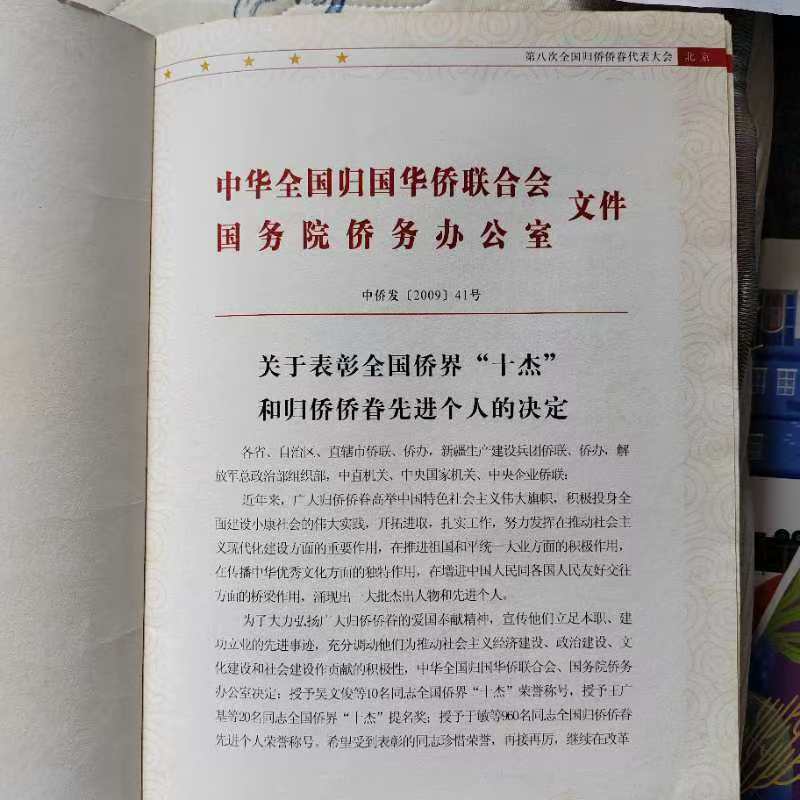 第八次全国归侨侨眷代表大会 北京
中华全国归国华侨联合会
国务院侨务办公室
文件
中侨发〔2009〕41号
关于表彰全国侨界“十杰”
和归侨侨眷先进个人的决定
各省、自治区、直辖市侨联、侨办，新疆生产建设兵团侨联、侨办，解
放军总政治部组织部，中直机关、中央国家机关、中央企业侨联：
近年来，广大归侨侨眷高举中国特色社会主义伟大旗帜，积极投身全
面建设小康社会的伟大实践，开拓进取，扎实工作，努力发挥在推动社会主
义现代化建设方面的重要作用，在推进祖国和平统一大业方面的积极作用，
在传播中华优秀文化方面的独特作用，在增进中国人民同各国人民友好交往
方面的桥梁作用，涌现出一大批杰出人物和先进个人。
为了大力弘扬广大归侨侨眷的爱国奉献精神，宣传他们立足本职、建
功立业的先进事迹，充分调动他们为推动社会主义经济建设、政治建设、文
化建设和社会建设作贡献的积极性，中华全国归国华侨联合会、国务院侨务
办公室决定：授予吴文俊等10名同志全国侨界“十杰”荣誉称号，授予王广
基等20名同志全国侨界“十杰”提名奖；授予于敏等960名同志全国归侨侨眷
先进个人荣誉称号。希望受到表彰的同志珍惜荣誉，再接再厉，继续在改革